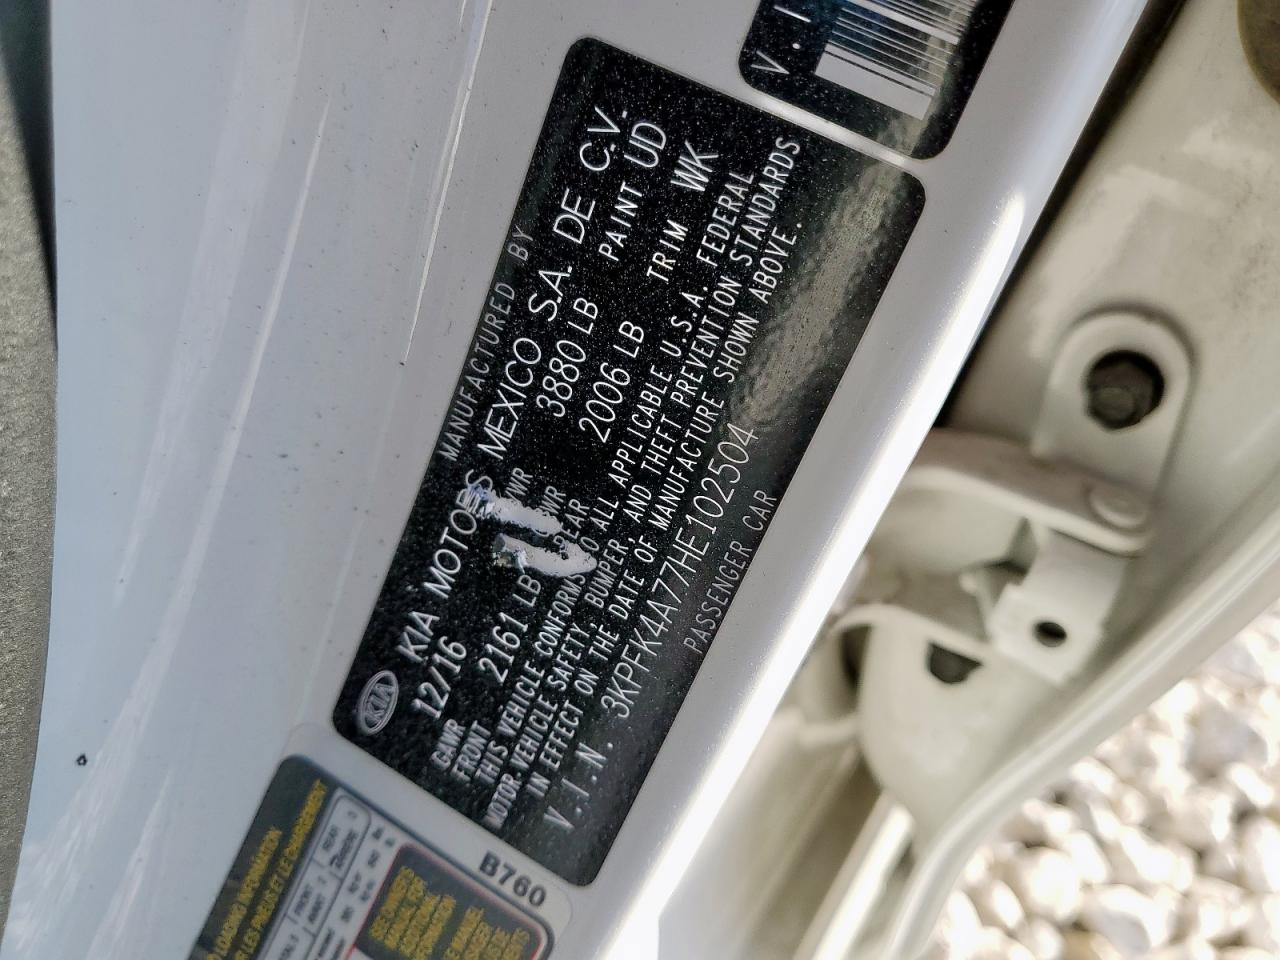 V.I
MANUFACTURED BY
KIA
KIA MOTORS MEXICO S.A. DE C.V.
12/16 3880 LB PAINT UD
GAWR
FRONT 2161 LB 2006 LB TRIM WK
THIS VEHICLE CONFORMS TO ALL APPLICABLE U.S.A. FEDERAL
MOTOR VEHICLE SAFETY, BUMPER, AND THEFT PREVENTION STANDARDS
IN EFFECT ON THE DATE OF MANUFACTURE SHOWN ABOVE.
V.I.N. 3KPFK4A77HE102504
PASSENGER CAR
B760
LOADING INFORMATION